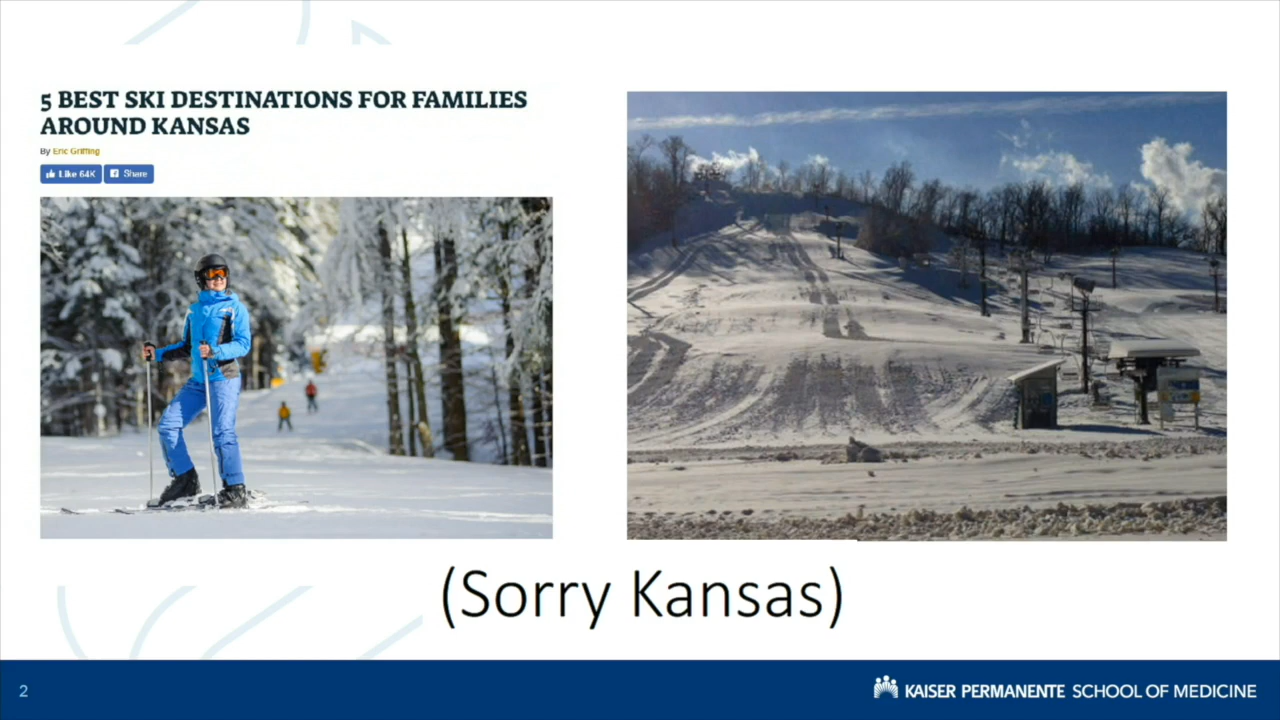 5 BEST SKI DESTINATIONS FOR FAMILIES
AROUND KANSAS
By Eric Griffing
Like 64K
Share
(Sorry Kansas)
2
KAISER PERMANENTE SCHOOL OF MEDICINE